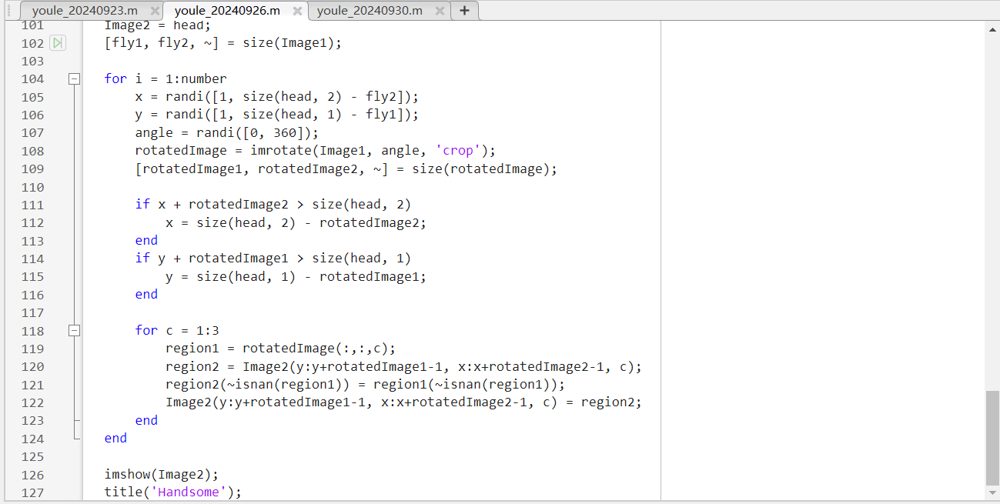 youle_20240923.m youle_20240926.m youle_20240930.m +
101 Image2 = head;
102 [fly1, fly2, ~] = size(Image1);
103
104 for i = 1:number
105 x = randi([1, size(head, 2) - fly2]);
106 y = randi([1, size(head, 1) - fly1]);
107 angle = randi([0, 360]);
108 rotatedImage = imrotate(Image1, angle, 'crop');
109 [rotatedImage1, rotatedImage2, ~] = size(rotatedImage);
110
111 if x + rotatedImage2 > size(head, 2)
112 x = size(head, 2) - rotatedImage2;
113 end
114 if y + rotatedImage1 > size(head, 1)
115 y = size(head, 1) - rotatedImage1;
116 end
117
118 for c = 1:3
119 region1 = rotatedImage(:,:,c);
120 region2 = Image2(y:y+rotatedImage1-1, x:x+rotatedImage2-1, c);
121 region2(~isnan(region1)) = region1(~isnan(region1));
122 Image2(y:y+rotatedImage1-1, x:x+rotatedImage2-1, c) = region2;
123 end
124 end
125
126 imshow(Image2);
127 title('Handsome');